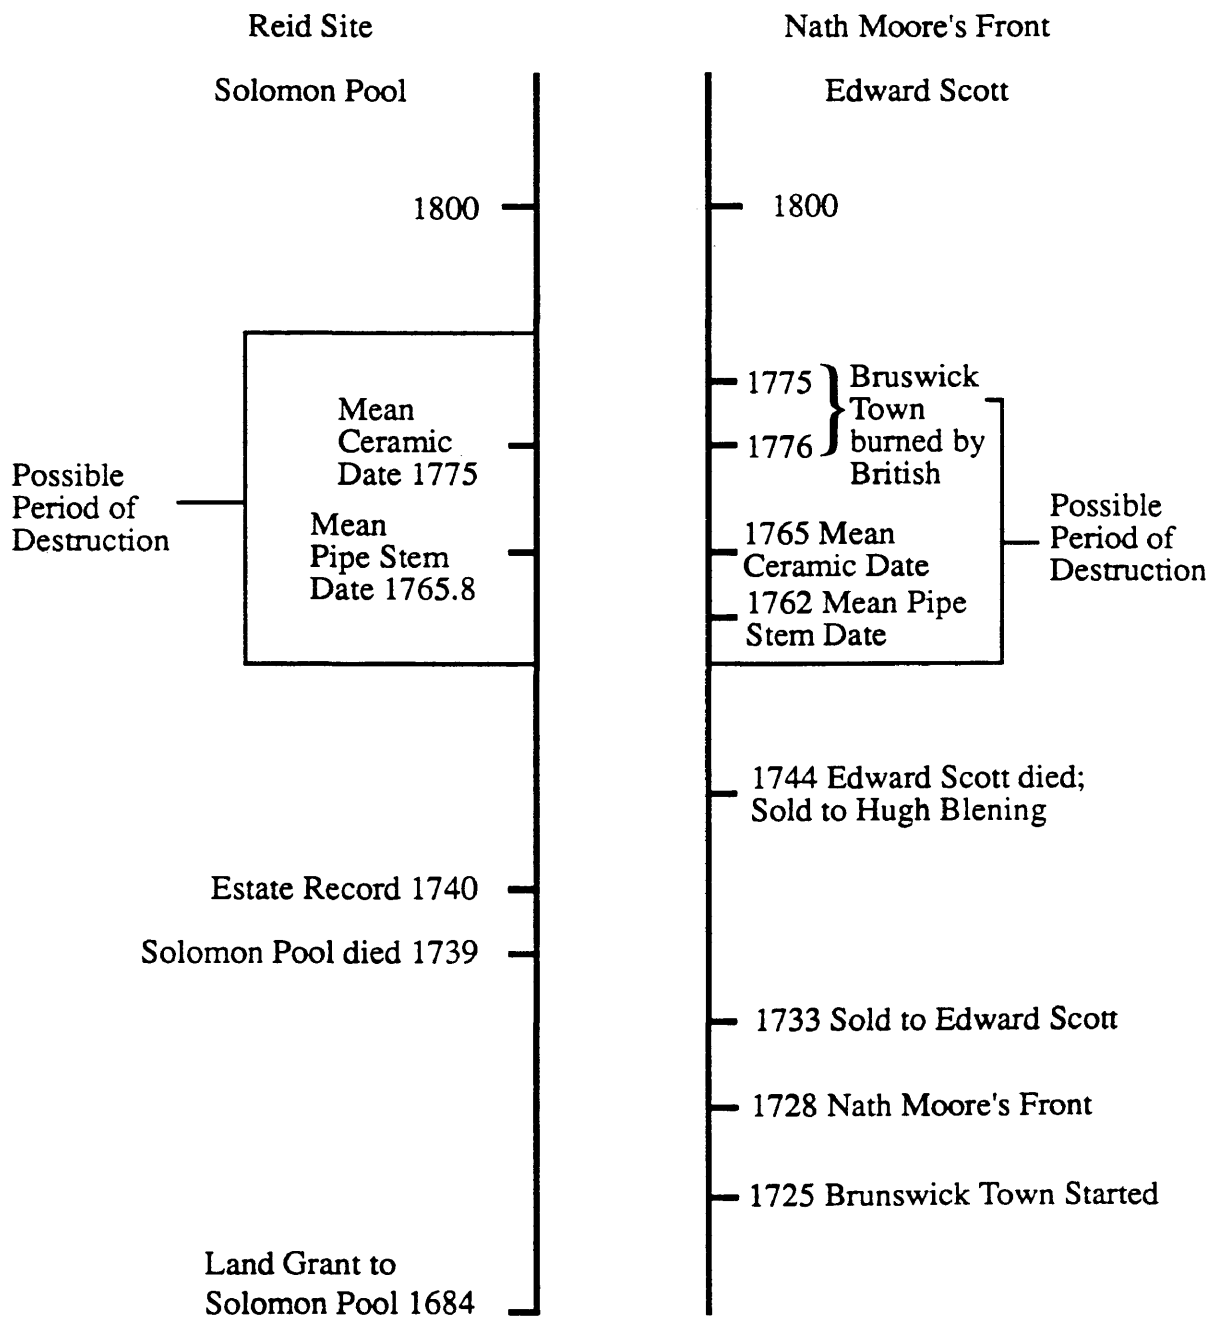 Reid Site
Solomon Pool
1800
Mean
Ceramic
Date 1775
Possible
Period of
Destruction
Mean
Pipe Stem
Date 1765.8
Estate Record 1740
Solomon Pool died 1739
Land Grant to
Solomon Pool 1684
Nath Moore's Front
Edward Scott
1800
1775
1776
Bruswick
Town
burned by
British
Possible
Period of
Destruction
1765 Mean
Ceramic Date
1762 Mean Pipe
Stem Date
1744 Edward Scott died;
Sold to Hugh Blening
1733 Sold to Edward Scott
1728 Nath Moore's Front
1725 Brunswick Town Started